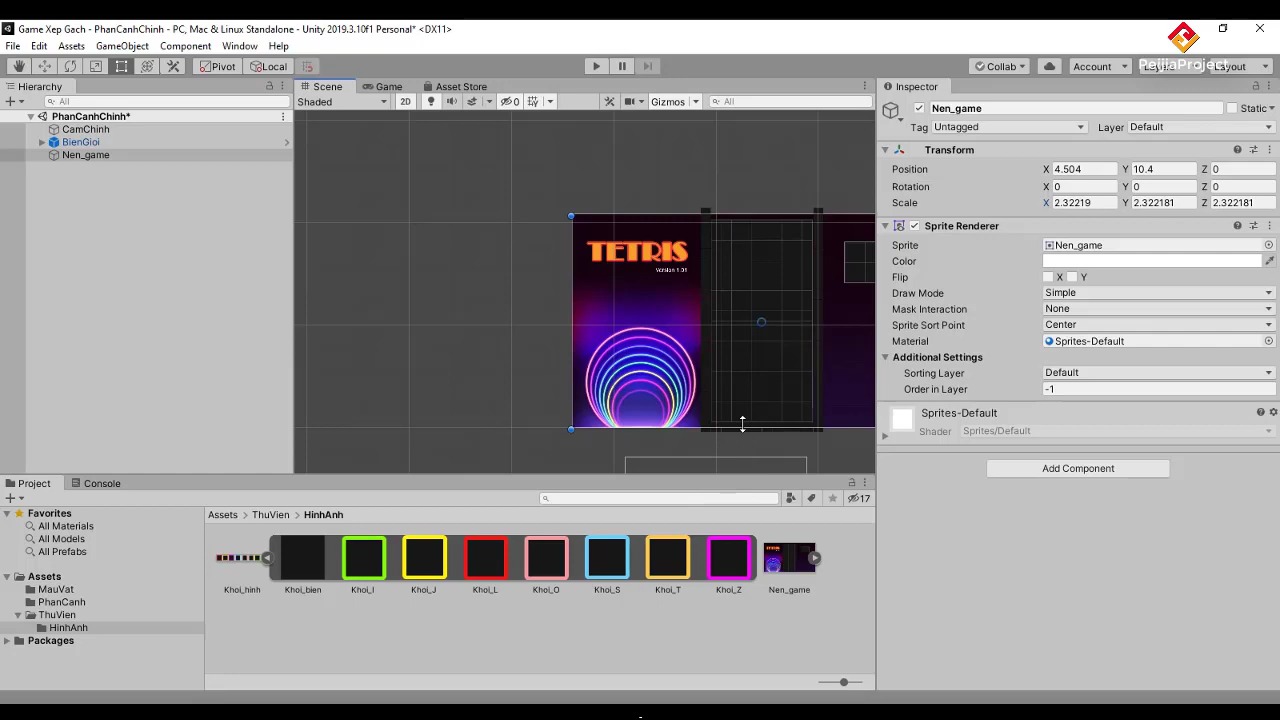 Game Xep Gach - PhanCanhChinh - PC, Mac & Linux Standalone - Unity 2019.3.10f1 Personal* <DX11>
File Edit Assets GameObject Component Window Help
PeijiaProject
Pivot Local Collab Account Layers Layout
Hierarchy
All
PhanCanhChinh*
CamChinh
BienGioi
Nen_game
Scene Game Asset Store
Shaded 2D 0 Gizmos All
TETRIS
Version 1.01
Inspector
Nen_game Static
Tag Untagged Layer Default
Transform
Position X 4.504 Y 10.4 Z 0
Rotation X 0 Y 0 Z 0
Scale X 2.32219 Y 2.322181 Z 2.322181
Sprite Renderer
Sprite Nen_game
Color
Flip X Y
Draw Mode Simple
Mask Interaction None
Sprite Sort Point Center
Material Sprites-Default
Additional Settings
Sorting Layer Default
Order in Layer -1
Sprites-Default
Shader Sprites/Default
Add Component
Project Console
17
Favorites
All Materials
All Models
All Prefabs
Assets
MauVat
PhanCanh
ThuVien
HinhAnh
Packages
Assets ThuVien HinhAnh
Khoi_hinh Khoi_bien Khoi_I Khoi_J Khoi_L Khoi_O Khoi_S Khoi_T Khoi_Z Nen_game